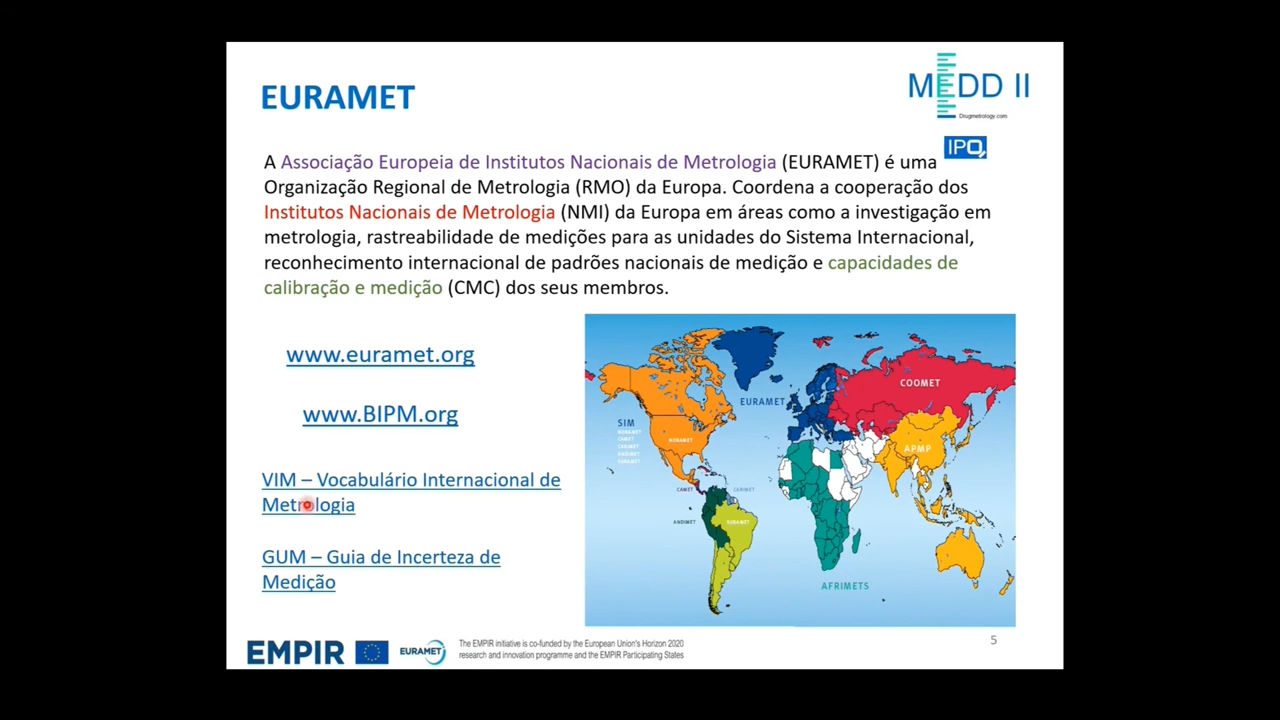 EURAMET
MEDD II
Drugmetrology.com
IPQ
A Associação Europeia de Institutos Nacionais de Metrologia (EURAMET) é uma
Organização Regional de Metrologia (RMO) da Europa. Coordena a cooperação dos
Institutos Nacionais de Metrologia (NMI) da Europa em áreas como a investigação em
metrologia, rastreabilidade de medições para as unidades do Sistema Internacional,
reconhecimento internacional de padrões nacionais de medição e capacidades de
calibração e medição (CMC) dos seus membros.
www.euramet.org
www.BIPM.org
VIM – Vocabulário Internacional de
Metrologia
GUM – Guia de Incerteza de
Medição
COOMET
EURAMET
SIM
APMP
CARIMET
ANDIMET
AFRIMETS
EMPIR
EURAMET
The EMPIR initiative is co-funded by the European Union's Horizon 2020
research and innovation programme and the EMPIR Participating States
5